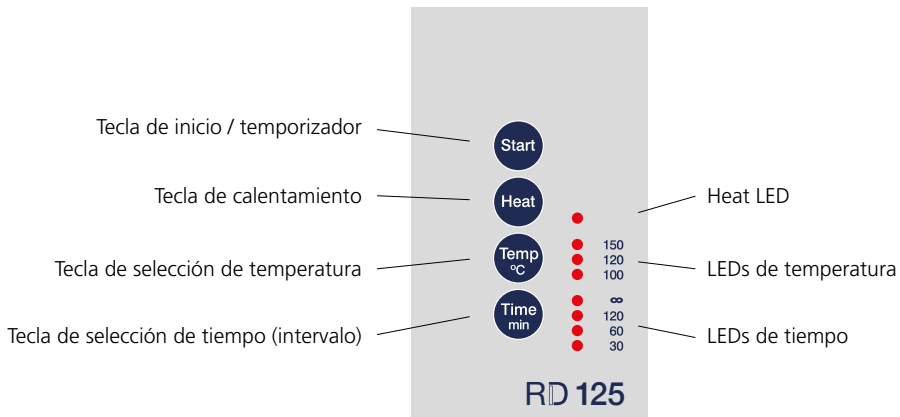 Tecla de inicio / temporizador
Start
Tecla de calentamiento
Heat
Heat LED
Tecla de selección de temperatura
Temp
°C
150
120
100
LEDs de temperatura
Tecla de selección de tiempo (intervalo)
Time
min
∞
120
60
30
LEDs de tiempo
RD 125